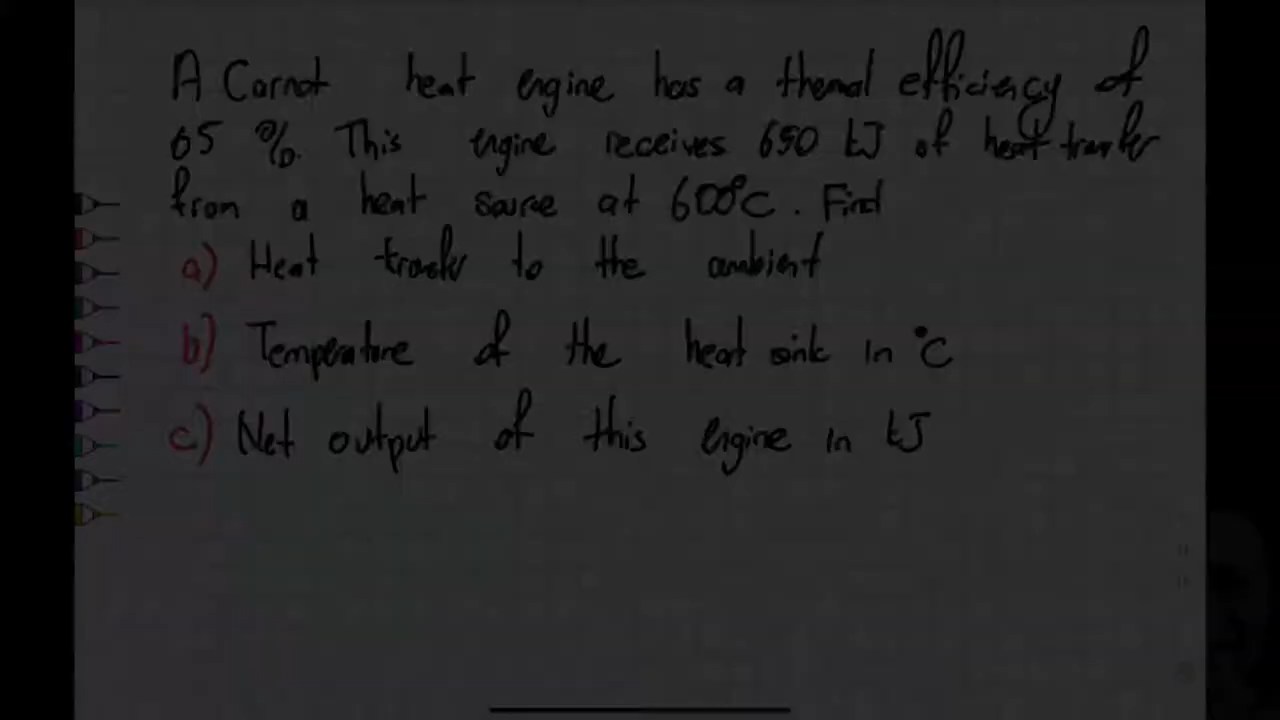 A Carnot heat engine has a thermal efficiency of
65 %. This engine receives 650 kJ of heat transfer
from a heat source at 600°C. Find
a) Heat transfer to the ambient
b) Temperature of the heat sink in °C
c) Net output of this engine in kJ